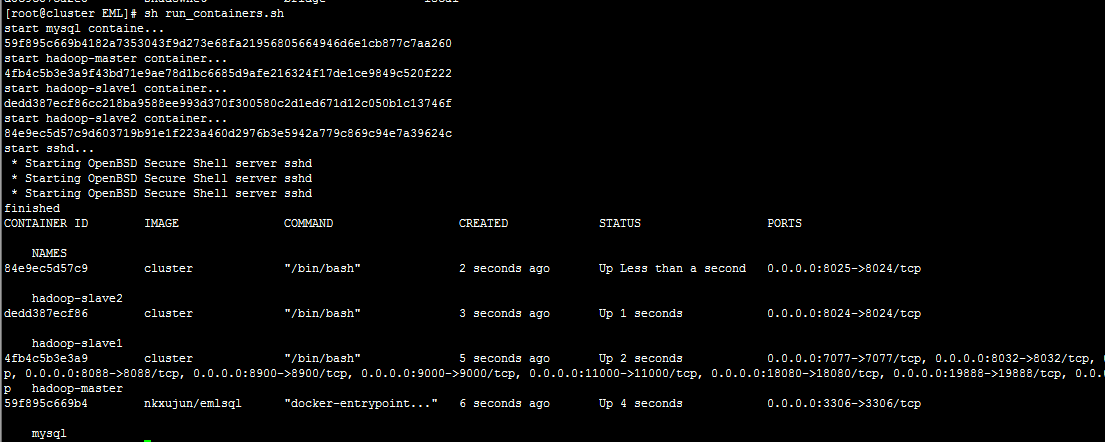 [root@cluster EML]# sh run_containers.sh
start mysql containe...
59f895c669b4182a7353043f9d273e68fa21956805664946d6e1cb877c7aa260
start hadoop-master container...
4fb4c5b3e3a9f43bd71e9ae78d1bc6685d9afe216324f17de1ce9849c520f222
start hadoop-slave1 container...
dedd387ecf86cc218ba9588ee993d370f300580c2d1ed671d12c050b1c13746f
start hadoop-slave2 container...
84e9ec5d57c9d603719b91e1f223a460d2976b3e5942a779c869c94e7a39624c
start sshd...
* Starting OpenBSD Secure Shell server sshd
* Starting OpenBSD Secure Shell server sshd
* Starting OpenBSD Secure Shell server sshd
finished
CONTAINER ID IMAGE COMMAND CREATED STATUS PORTS
NAMES
84e9ec5d57c9 cluster "/bin/bash" 2 seconds ago Up Less than a second 0.0.0.0:8025->8024/tcp
hadoop-slave2
dedd387ecf86 cluster "/bin/bash" 3 seconds ago Up 1 seconds 0.0.0.0:8024->8024/tcp
hadoop-slave1
4fb4c5b3e3a9 cluster "/bin/bash" 5 seconds ago Up 2 seconds 0.0.0.0:7077->7077/tcp, 0.0.0.0:8032->8032/tcp,
p, 0.0.0.0:8088->8088/tcp, 0.0.0.0:8900->8900/tcp, 0.0.0.0:9000->9000/tcp, 0.0.0.0:11000->11000/tcp, 0.0.0.0:18080->18080/tcp, 0.0.0.0:19888->19888/tcp, 0.0.
p hadoop-master
59f895c669b4 nkxujun/emlsql "docker-entrypoint..." 6 seconds ago Up 4 seconds 0.0.0.0:3306->3306/tcp
mysql